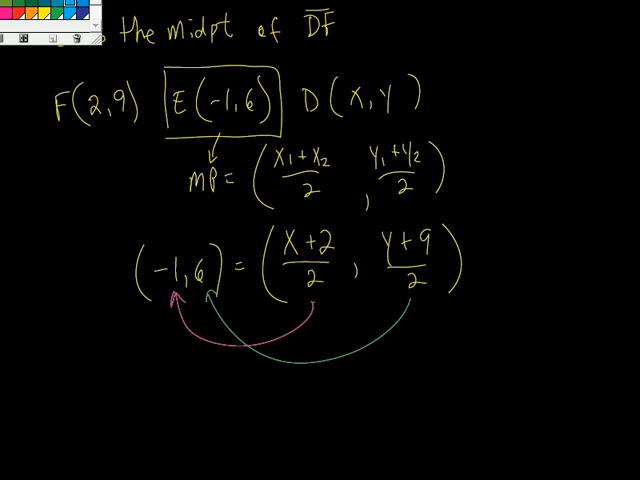 the midpt of DF
F(2,9) E(-1,6) D(X,Y)
MP = (X₁+X₂/2, Y₁+Y₂/2)
(-1,6) = (X+2/2, Y+9/2)